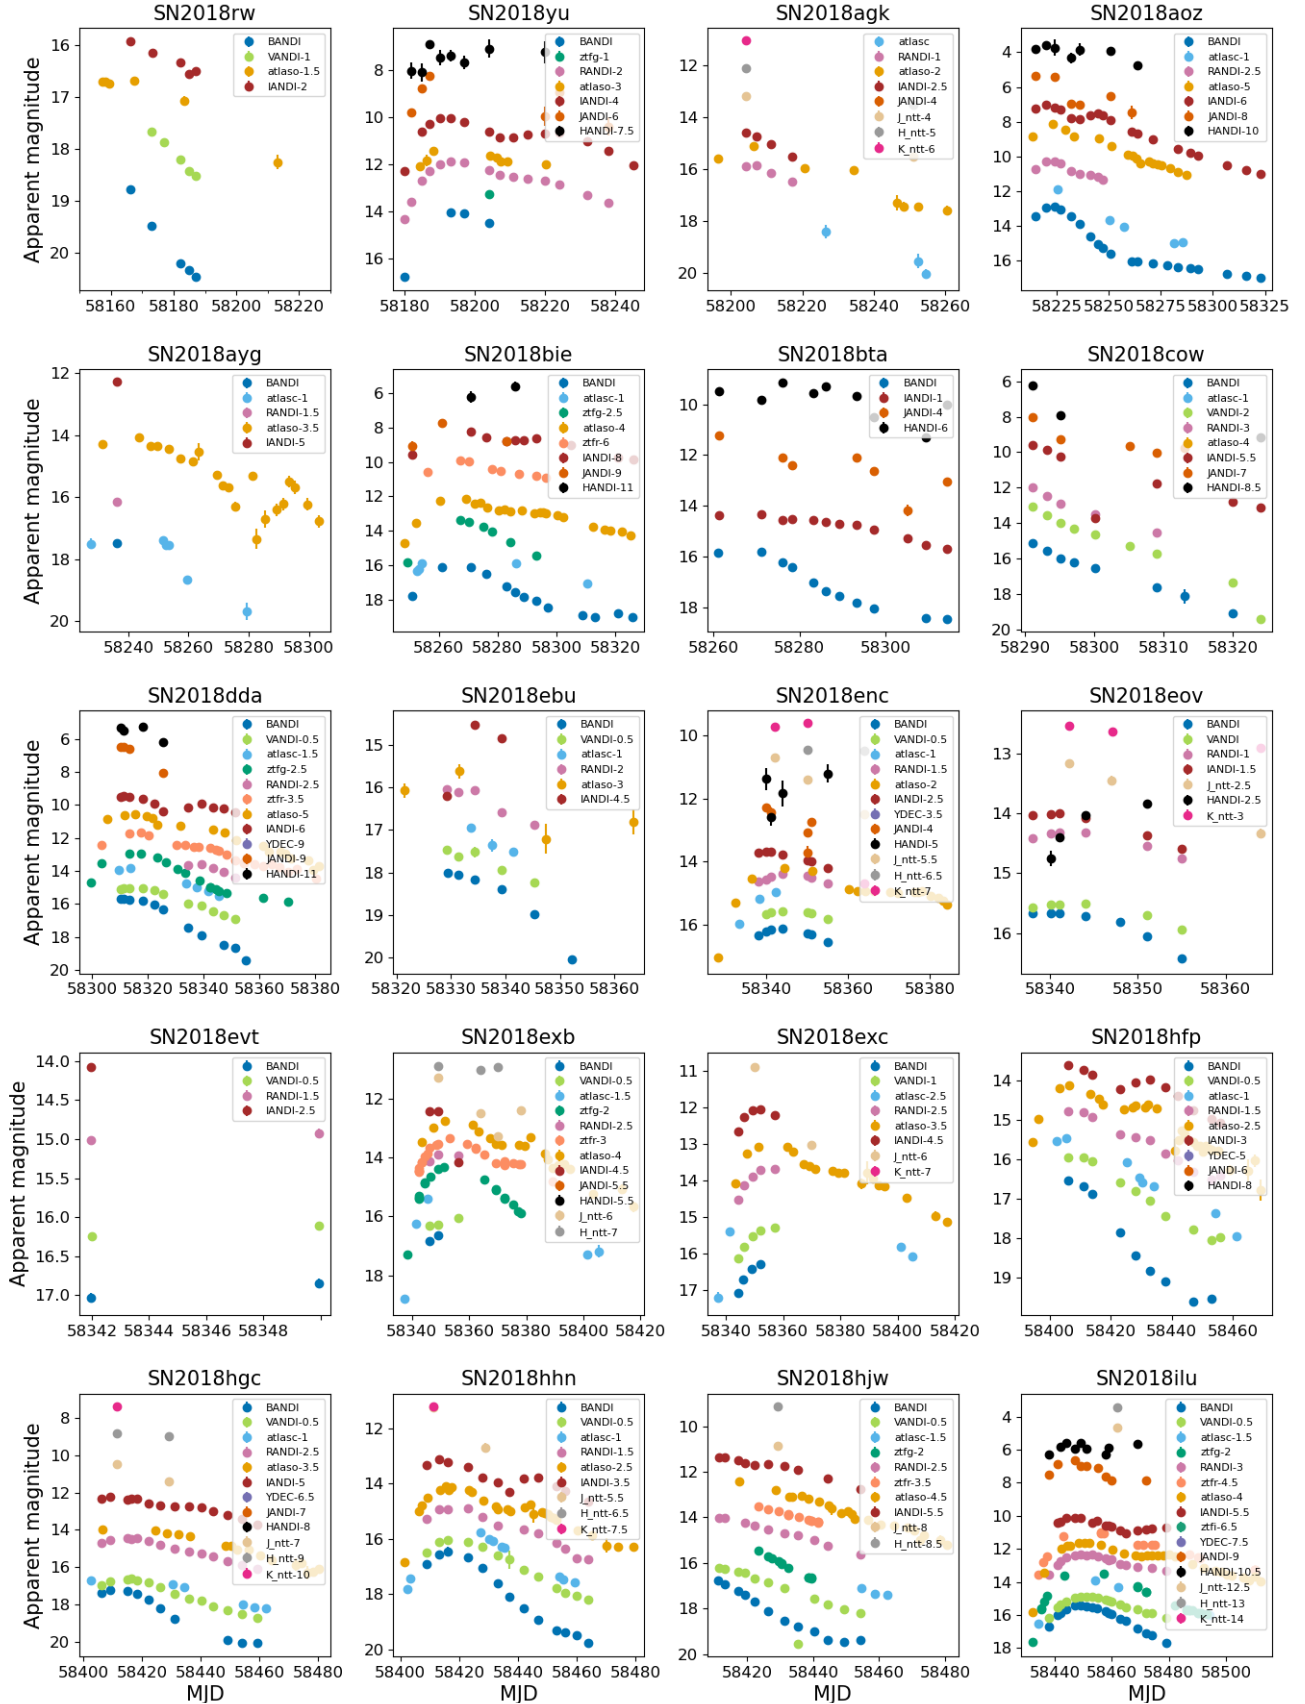 SN2018rw
Apparent magnitude
16
17
18
19
20
58160
58180
58200
58220
BANDI
VANDI-1
atlaso-1.5
IANDI-2
SN2018yu
8
10
12
14
16
58180
58200
58220
58240
BANDI
ztfg-1
RANDI-2
atlaso-3
IANDI-4
JANDI-6
HANDI-7.5
SN2018agk
12
14
16
18
20
58200
58220
58240
58260
atlasc
RANDI-1
atlaso-2
IANDI-2.5
JANDI-4
J_ntt-4
H_ntt-5
K_ntt-6
SN2018aoz
4
6
8
10
12
14
16
58225
58250
58275
58300
58325
BANDI
atlasc-1
RANDI-2.5
atlaso-5
IANDI-6
JANDI-8
HANDI-10
SN2018ayg
Apparent magnitude
12
14
16
18
20
58240
58260
58280
58300
BANDI
atlasc-1
RANDI-1.5
atlaso-3.5
IANDI-5
SN2018bie
6
8
10
12
14
16
18
58260
58280
58300
58320
BANDI
atlasc-1
ztfg-2.5
atlaso-4
ztfr-6
IANDI-8
JANDI-9
HANDI-11
SN2018bta
10
12
14
16
18
58260
58280
58300
BANDI
IANDI-1
JANDI-4
HANDI-6
SN2018cow
6
8
10
12
14
16
18
20
58290
58300
58310
58320
BANDI
atlasc-1
VANDI-2
RANDI-3
atlaso-4
IANDI-5.5
JANDI-7
HANDI-8.5
SN2018dda
Apparent magnitude
6
8
10
12
14
16
18
20
58300
58320
58340
58360
58380
BANDI
VANDI-0.5
atlasc-1.5
ztfg-2.5
RANDI-2.5
ztfr-3.5
atlaso-5
IANDI-6
YDEC-9
JANDI-9
HANDI-11
SN2018ebu
15
16
17
18
19
20
58320
58330
58340
58350
58360
BANDI
VANDI-0.5
atlasc-1
RANDI-2
atlaso-3
IANDI-4.5
SN2018enc
10
12
14
16
58340
58360
58380
BANDI
VANDI-0.5
atlasc-1
RANDI-1.5
atlaso-2
IANDI-2.5
YDEC-3.5
JANDI-4
HANDI-5
J_ntt-5.5
H_ntt-6.5
K_ntt-7
SN2018eov
13
14
15
16
58340
58350
58360
BANDI
VANDI
RANDI-1
IANDI-1.5
J_ntt-2.5
HANDI-2.5
K_ntt-3
SN2018evt
Apparent magnitude
14.0
14.5
15.0
15.5
16.0
16.5
17.0
58342
58344
58346
58348
BANDI
VANDI-0.5
RANDI-1.5
IANDI-2.5
SN2018exb
12
14
16
18
58340
58360
58380
58400
58420
BANDI
VANDI-0.5
atlasc-1.5
ztfg-2
RANDI-2.5
ztfr-3
atlaso-4
IANDI-4.5
JANDI-5.5
HANDI-5.5
J_ntt-6
H_ntt-7
SN2018exc
11
12
13
14
15
16
17
58340
58360
58380
58400
58420
BANDI
VANDI-1
atlasc-2.5
RANDI-2.5
atlaso-3.5
IANDI-4.5
J_ntt-6
K_ntt-7
SN2018hfp
14
15
16
17
18
19
58400
58420
58440
58460
BANDI
VANDI-0.5
atlasc-1
RANDI-1.5
atlaso-2.5
IANDI-3
YDEC-5
JANDI-6
HANDI-8
SN2018hgc
Apparent magnitude
8
10
12
14
16
18
20
58400
58420
58440
58460
58480
MJD
BANDI
VANDI-0.5
atlasc-1
RANDI-2.5
atlaso-3.5
IANDI-5
YDEC-6.5
JANDI-7
HANDI-8
J_ntt-7
H_ntt-9
K_ntt-10
SN2018hhn
12
14
16
18
20
58400
58420
58440
58460
58480
MJD
BANDI
VANDI-0.5
atlasc-1
RANDI-1.5
atlaso-2.5
IANDI-3.5
J_ntt-5.5
H_ntt-6.5
K_ntt-7.5
SN2018hjw
10
12
14
16
18
20
58420
58440
58460
58480
MJD
BANDI
VANDI-0.5
atlasc-1.5
ztfg-2
RANDI-2.5
ztfr-3.5
atlaso-4.5
IANDI-5.5
J_ntt-8
H_ntt-8.5
SN2018ilu
4
6
8
10
12
14
16
18
58440
58460
58480
58500
MJD
BANDI
VANDI-0.5
atlasc-1.5
ztfg-2
RANDI-3
ztfr-4.5
atlaso-4
IANDI-5.5
ztfi-6.5
YDEC-7.5
JANDI-9
HANDI-10.5
J_ntt-12.5
H_ntt-13
K_ntt-14